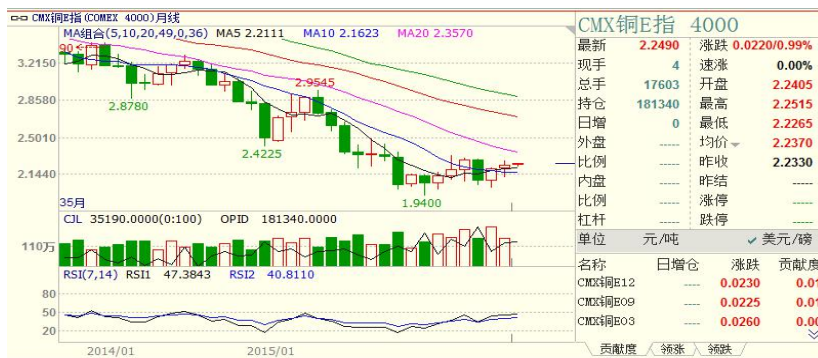 CMX铜E指(COMEX 4000)月线
MA组合(5,10,20,49,0,36) MA5 2.2111 MA10 2.1623 MA20 2.3570
90
3.2150
2.8580
2.5010
2.1440
2.8780
2.9545
2.4225
1.9400
35月
CJL 35190.0000(0:100) OPID 181340.0000
110万
RSI(7,14) RSI1 47.3843 RSI2 40.8110
80
50
20
2014/01 2015/01
CMX铜E指 4000
最新 2.2490 涨跌 0.0220/0.99%
现手 4 速涨 0.00%
总手 17603 开盘 2.2405
持仓 181340 最高 2.2515
日增 0 最低 2.2265
外盘 ----- 均价 2.2370
比例 ----- 昨收 2.2330
内盘 ----- 昨结 -----
比例 ----- 涨停 -----
杠杆 ----- 跌停 -----
单位 元/吨 美元/磅
名称 日增仓 涨跌 贡献度
CMX铜E12 ---- 0.0230 0.01
CMX铜E09 ---- 0.0225 0.01
CMX铜E03 ---- 0.0260 0.00
贡献度 领涨 领跌